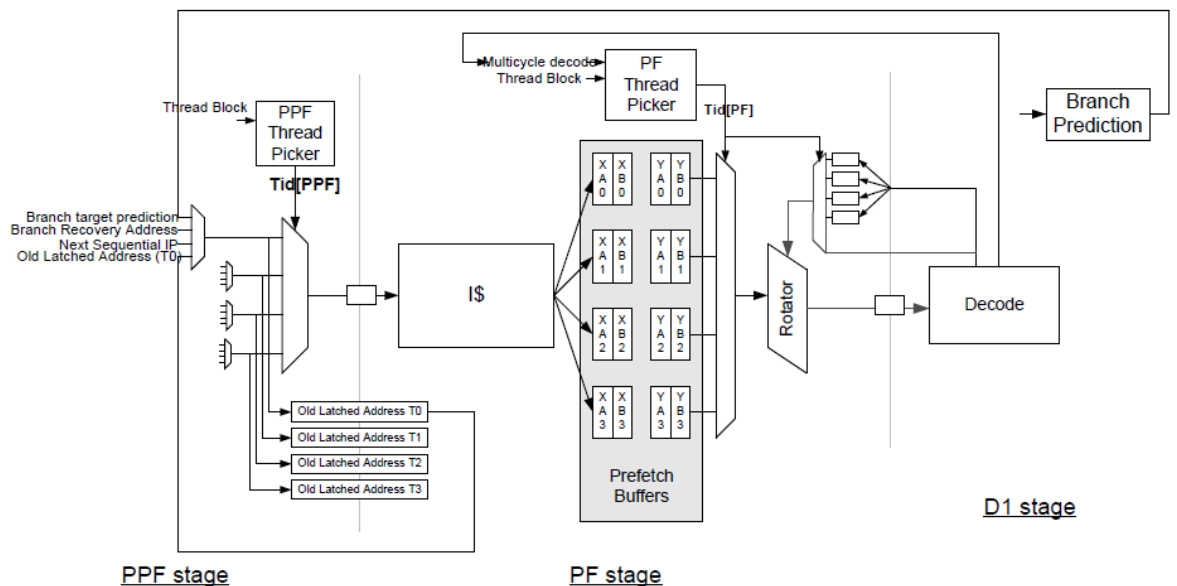 Multicycle decode
Thread Block
PF
Thread
Picker
Tid[PF]
Branch
Prediction
Thread Block
PPF
Thread
Picker
Tid[PPF]
Branch target prediction
Branch Recovery Address
Next Sequential IP
Old Latched Address (T0)
I$
X X Y Y
A B A B
0 0 0 0
X X Y Y
A B A B
1 1 1 1
X X Y Y
A B A B
2 2 2 2
X X Y Y
A B A B
3 3 3 3
Prefetch
Buffers
Rotator
Decode
Old Latched Address T0
Old Latched Address T1
Old Latched Address T2
Old Latched Address T3
D1 stage
PPF stage
PF stage